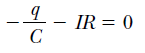 − q/C − IR = 0